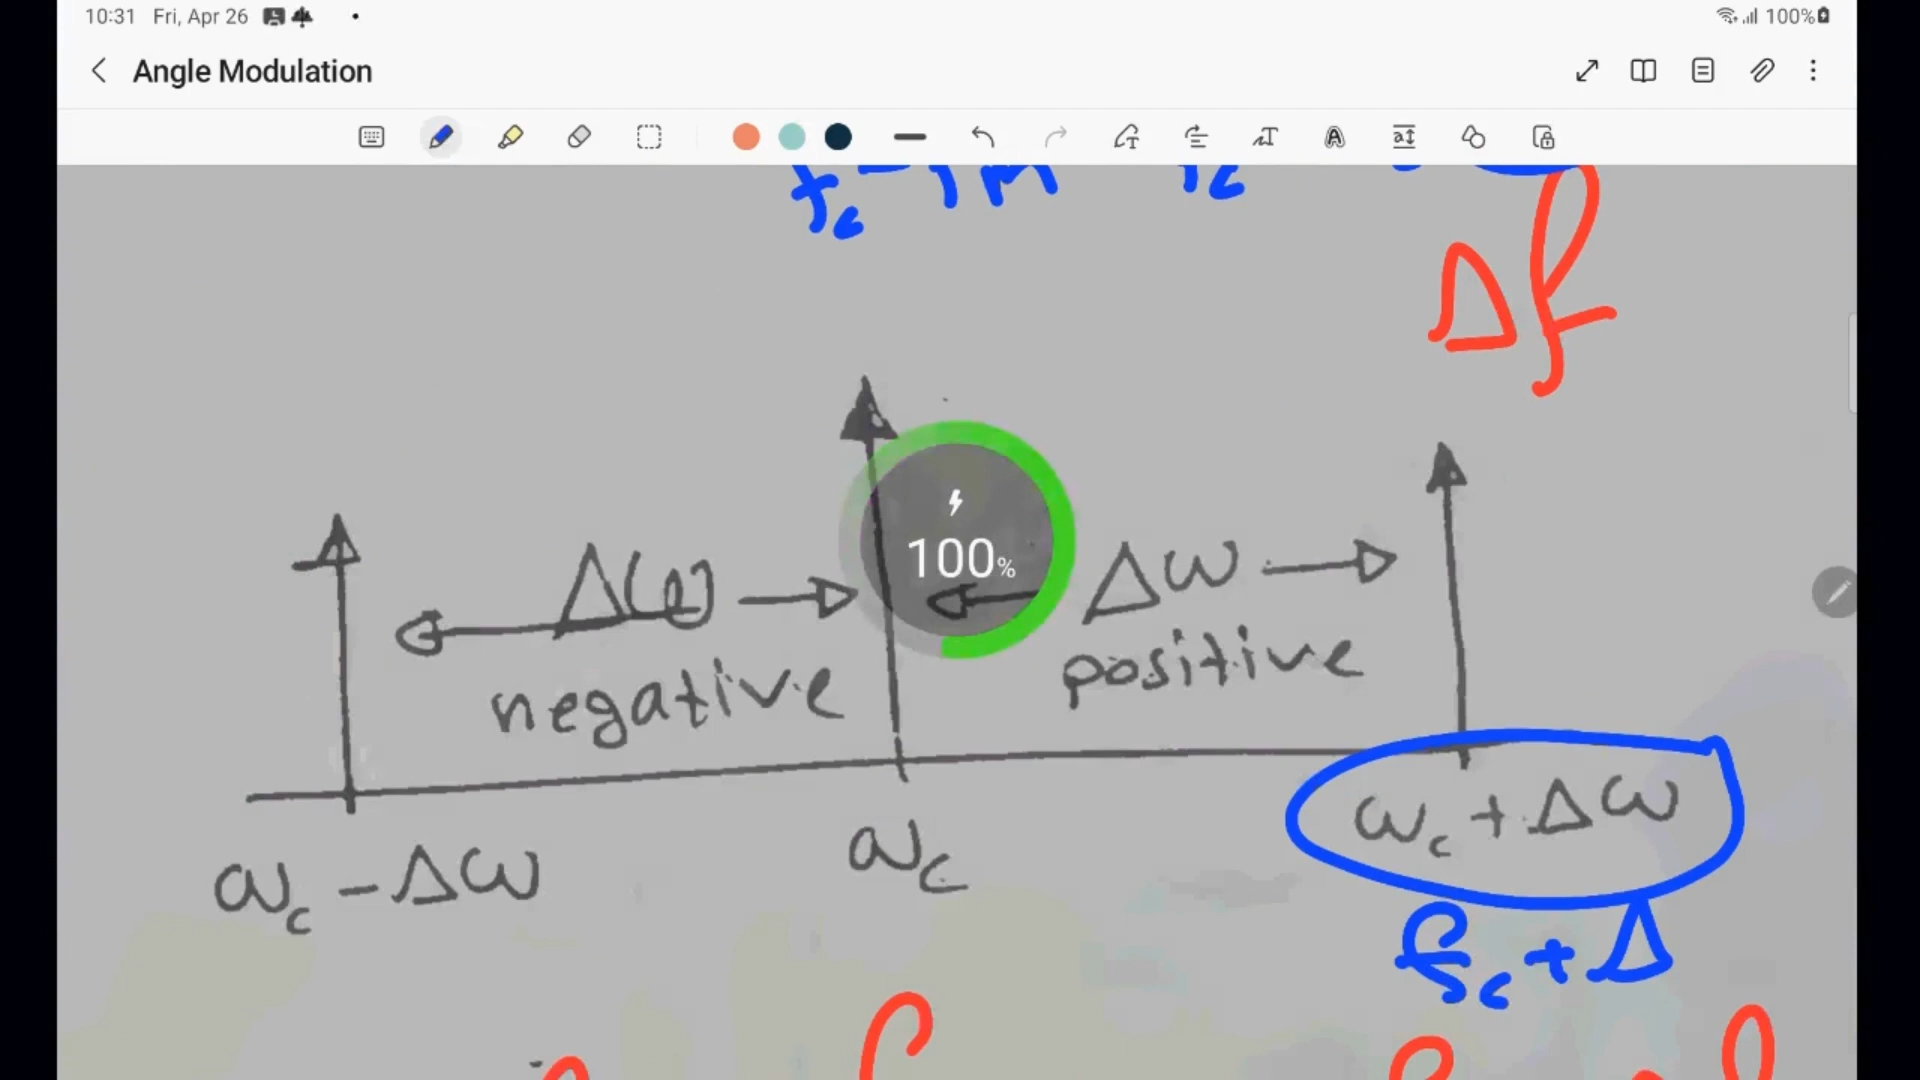 10:31 Fri, Apr 26
100%
Angle Modulation
Δf
100%
Δω Δω
negative positive
ωc - Δω ωc ωc + Δω
fc + Δ